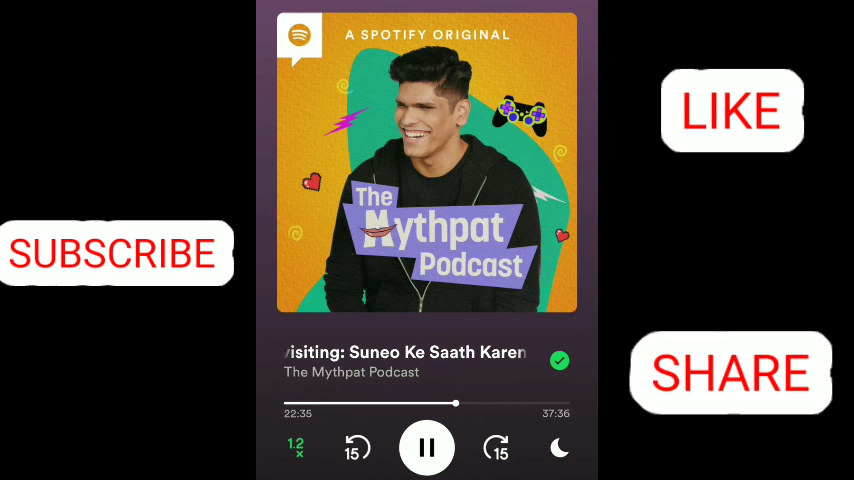 A SPOTIFY ORIGINAL
LIKE
The
Mythpat
Podcast
SUBSCRIBE
isiting: Suneo Ke Saath Karen
The Mythpat Podcast
SHARE
22:35
37:36
1.2
x
15
15